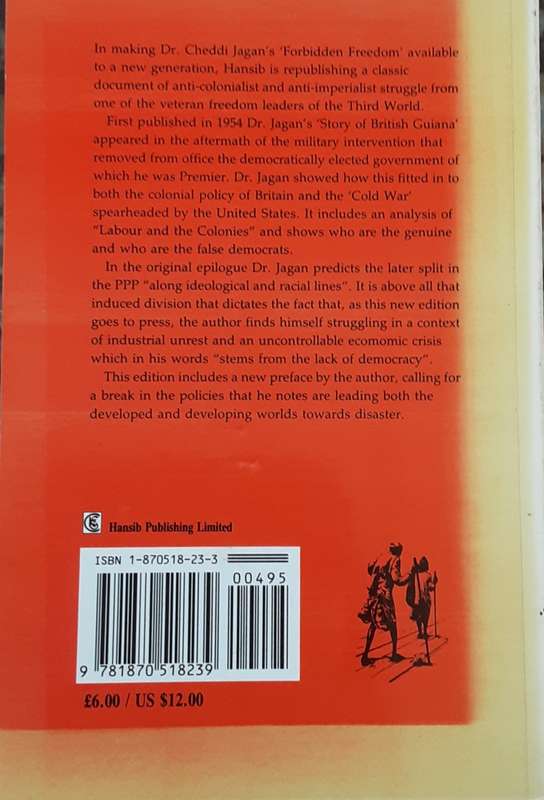 In making Dr. Cheddi Jagan's 'Forbidden Freedom' available
to a new generation, Hansib is republishing a classic
document of anti-colonialist and anti-imperialist struggle from
one of the veteran freedom leaders of the Third World.
First published in 1954 Dr. Jagan's 'Story of British Guiana'
appeared in the aftermath of the military intervention that
removed from office the democratically elected government of
which he was Premier. Dr. Jagan showed how this fitted in to
both the colonial policy of Britain and the 'Cold War'
spearheaded by the United States. It includes an analysis of
"Labour and the Colonies" and shows who are the genuine
and who are the false democrats.
In the original epilogue Dr. Jagan predicts the later split in
the PPP "along ideological and racial lines". It is above all that
induced division that dictates the fact that, as this new edition
goes to press, the author finds himself struggling in a context
of industrial unrest and an uncontrollable ecomomic crisis
which in his words "stems from the lack of democracy".
This edition includes a new preface by the author, calling for
a break in the policies that he notes are leading both the
developed and developing worlds towards disaster.
Hansib Publishing Limited
ISBN 1-870518-23-3
00495
9 781870 518239
£6.00 / US $12.00